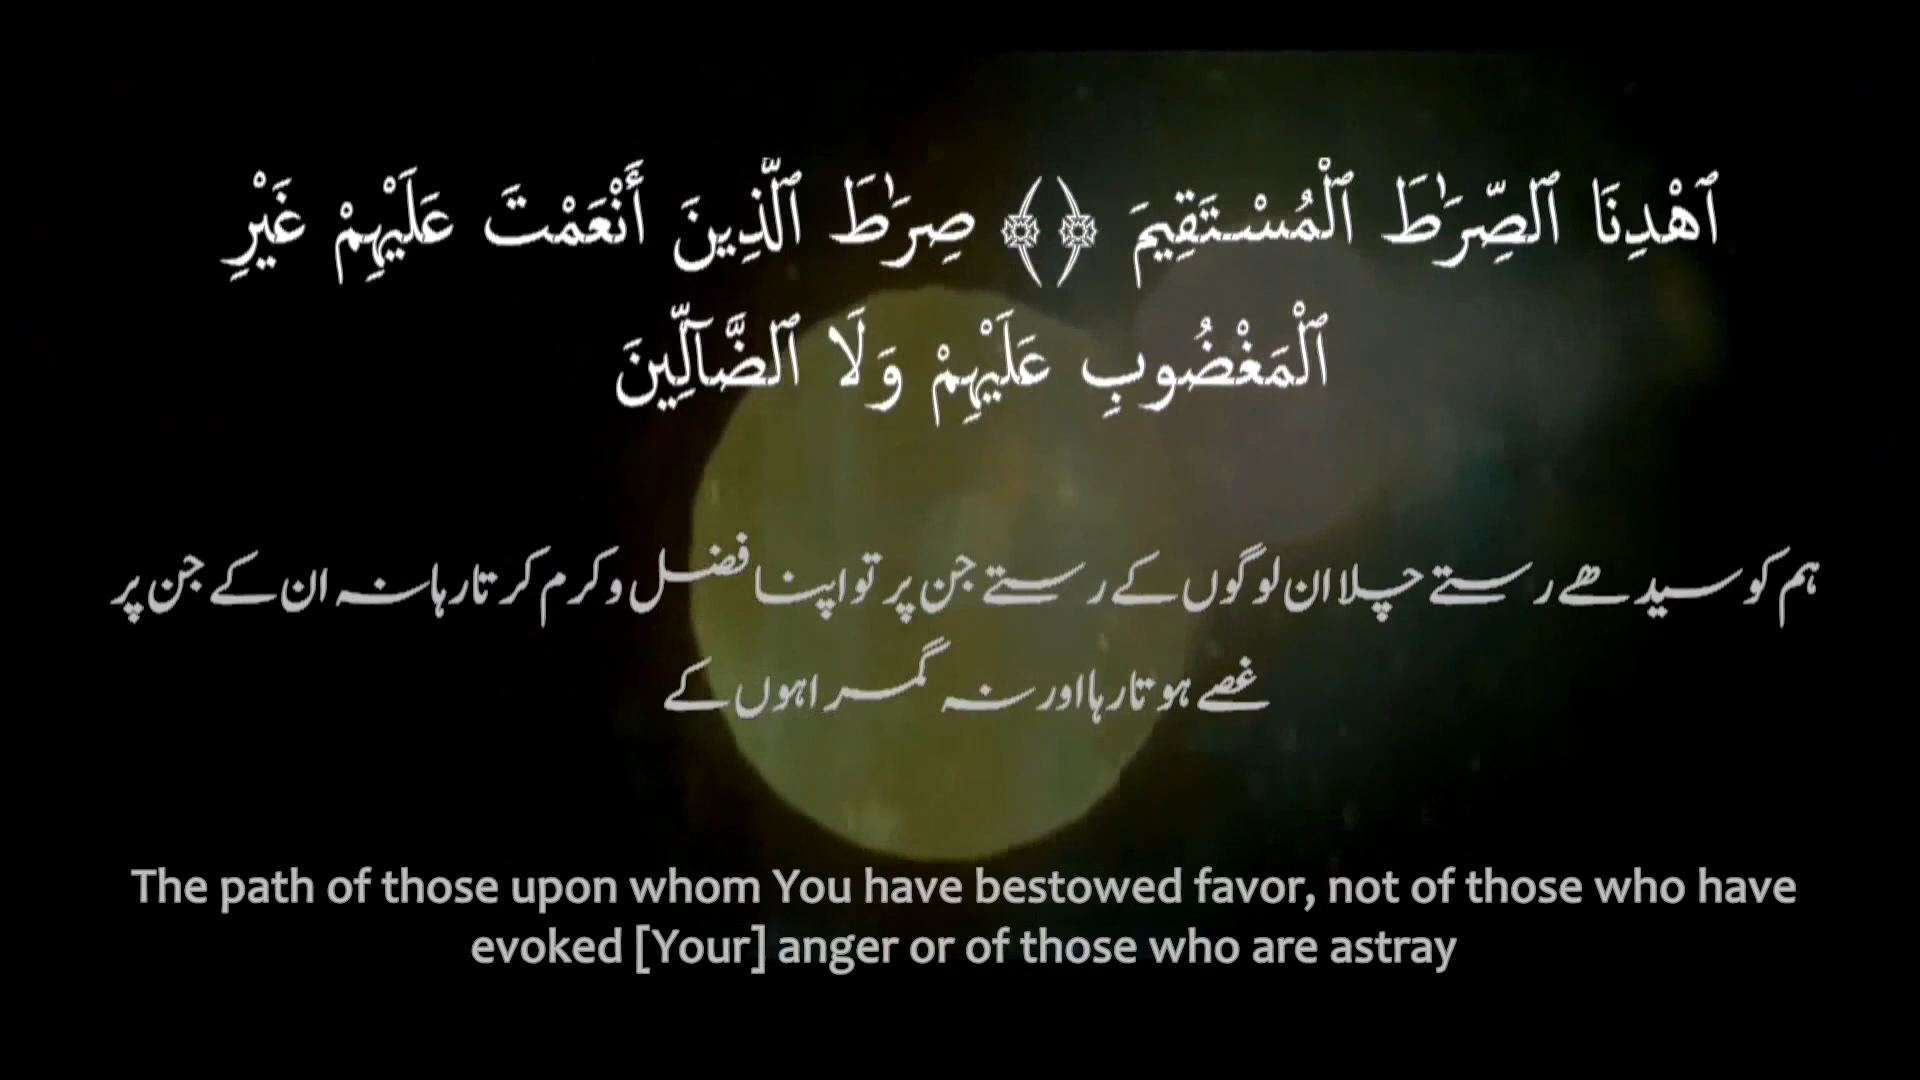 ٱهْدِنَا ٱلصِّرَٰطَ ٱلْمُسْتَقِيمَ ﴿﴾ صِرَٰطَ ٱلَّذِينَ أَنْعَمْتَ عَلَيْهِمْ غَيْرِ
ٱلْمَغْضُوبِ عَلَيْهِمْ وَلَا ٱلضَّآلِّينَ
ہم کو سیدھے رستے چلا ان لوگوں کے رستے جن پر تو اپنا فضل و کرم کرتا رہا نہ ان کے جن پر
غصے ہوتا رہا اور نہ گمراہوں کے
The path of those upon whom You have bestowed favor, not of those who have
evoked [Your] anger or of those who are astray